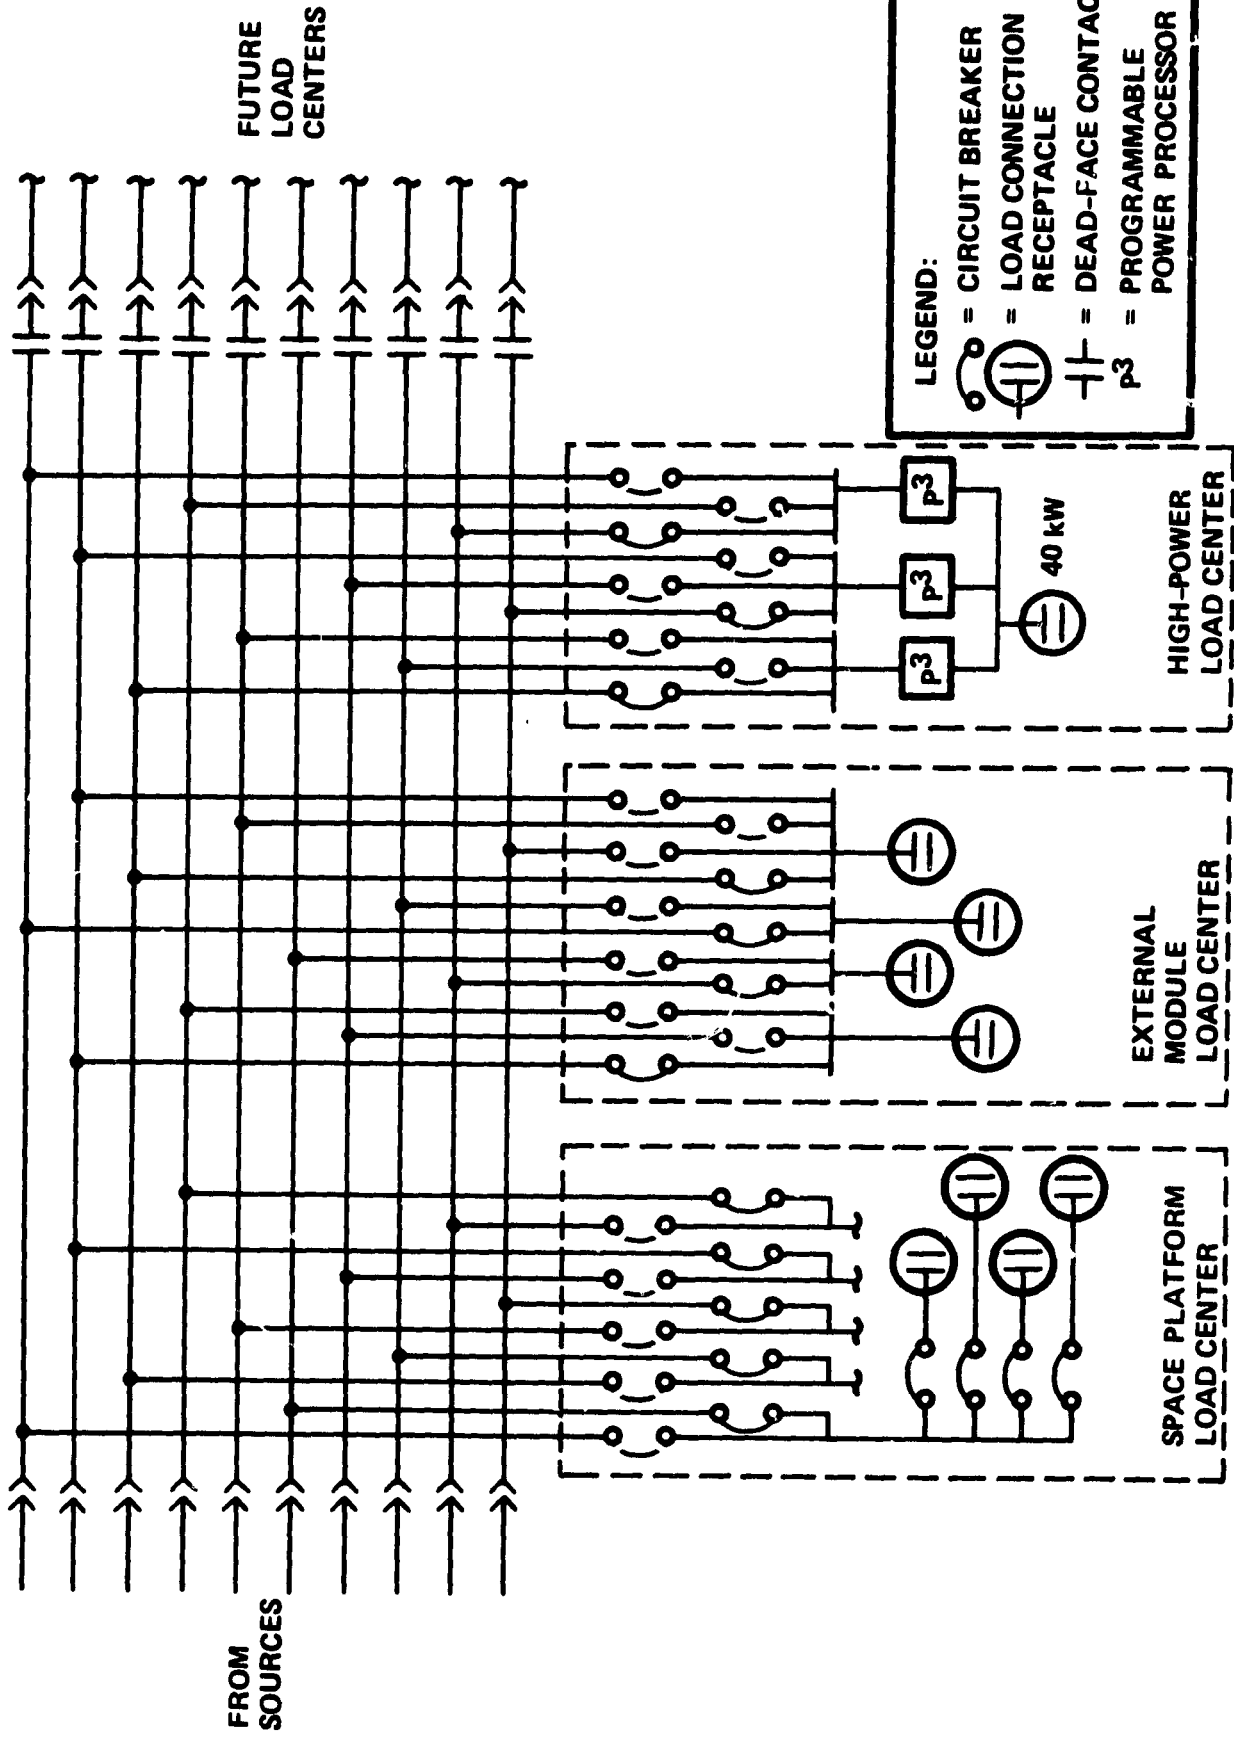 FROM
SOURCES
FUTURE
LOAD
CENTERS
SPACE PLATFORM
LOAD CENTER
EXTERNAL
MODULE
LOAD CENTER
40 kW
P3
P3
P3
HIGH-POWER
LOAD CENTER
LEGEND:
= CIRCUIT BREAKER
= LOAD CONNECTION
RECEPTACLE
= DEAD-FACE CONTAC
P3 = PROGRAMMABLE
POWER PROCESSOR